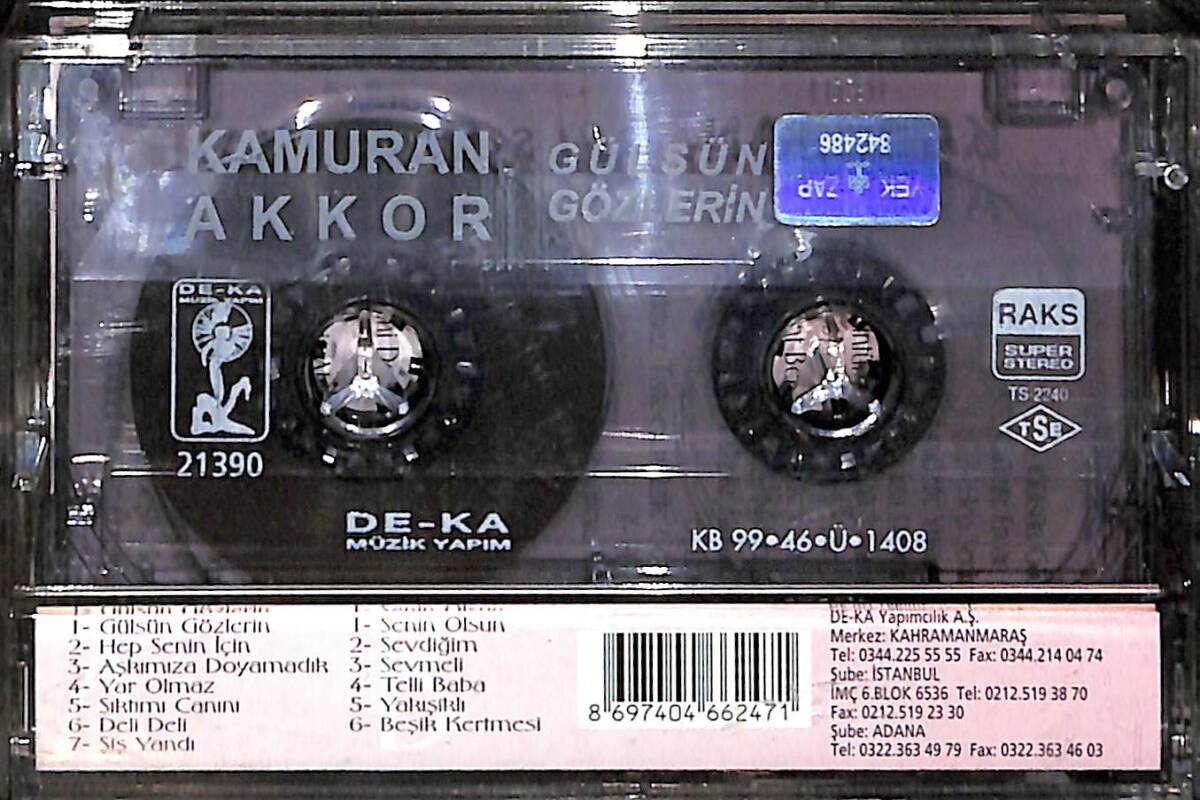 KAMURAN
AKKOR
GÜLSÜN
GÖZLERİN
842486
DE-KA
MÜZİK YAPIM
21390
RAKS
SUPER
STEREO
TS 2240
TSE
DE-KA
MÜZİK YAPIM
KB 99•46•Ü•1408
1- Gülsün Gözlerin
2- Hep Senin İçin
3- Aşkımıza Doyamadık
4- Yar Olmaz
5- Sıktımı Canını
6- Deli Deli
7- Sis Yandı
1- Senin Olsun
2- Sevdiğim
3- Sevmeli
4- Telli Baba
5- Yakışıklı
6- Beşik Kertmesi
8 697404 662471
DE-KA Yapımcılık A.Ş.
Merkez: KAHRAMANMARAŞ
Tel: 0344.225 55 55 Fax: 0344.214 04 74
Şube: İSTANBUL
İMÇ 6.BLOK 6536 Tel: 0212.519 38 70
Fax: 0212.519 23 30
Şube: ADANA
Tel: 0322.363 49 79 Fax: 0322.363 46 03